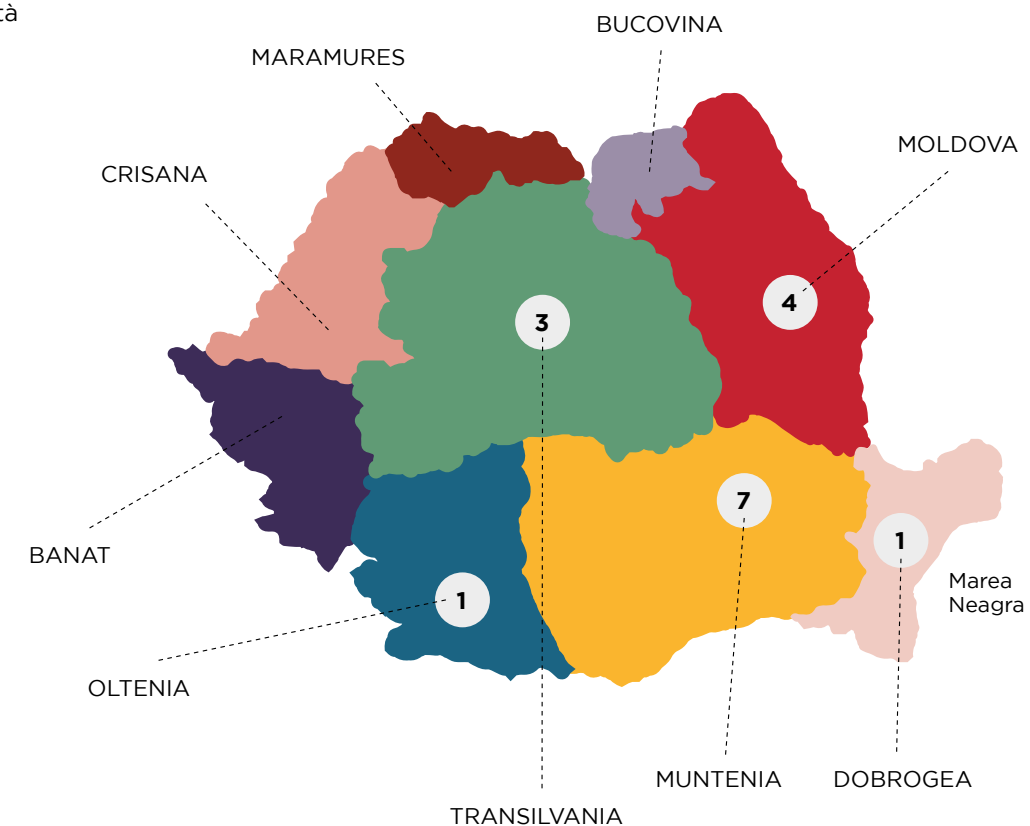 BUCOVINA
MARAMURES
MOLDOVA
CRISANA
4
3
7
1
BANAT
Marea
Neagra
1
OLTENIA
MUNTENIA
DOBROGEA
TRANSILVANIA